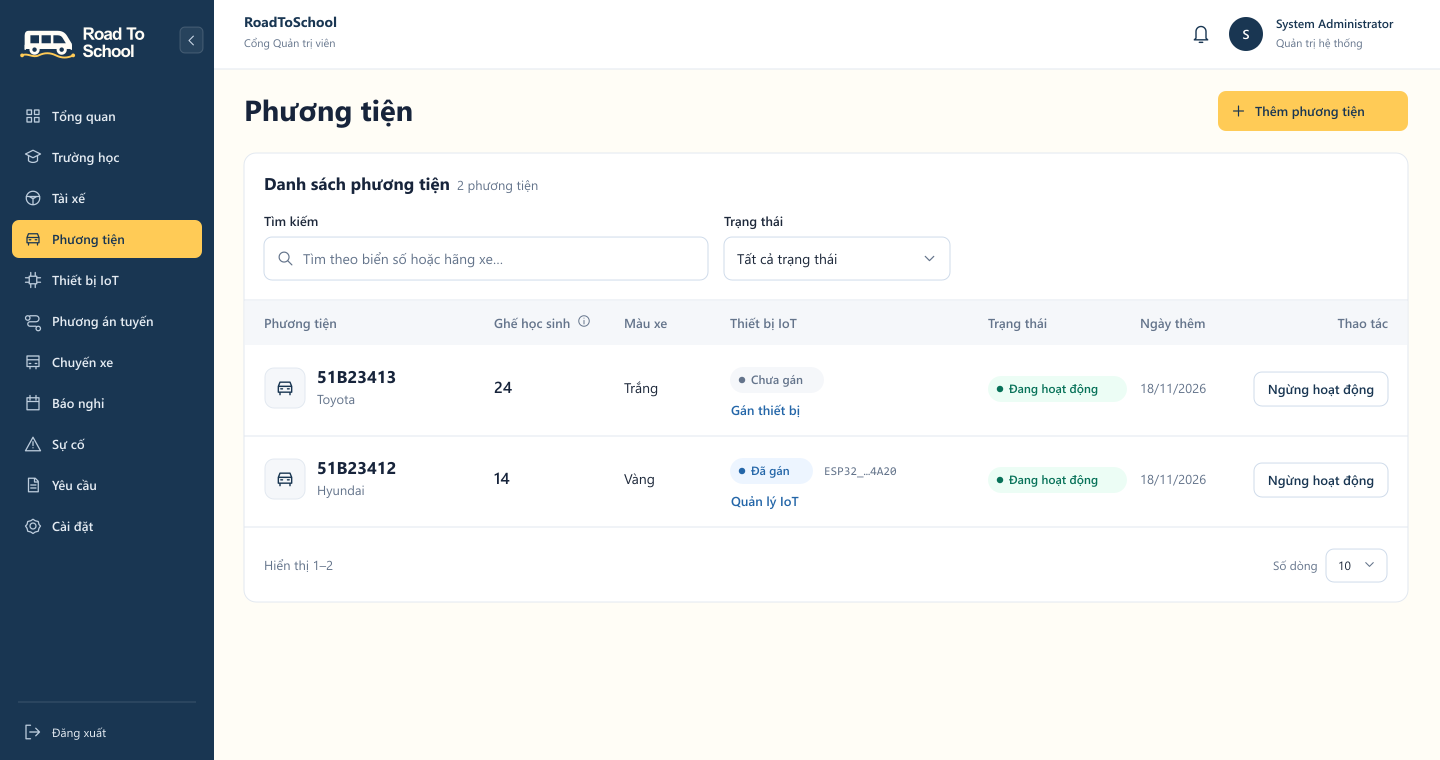 Road To
School
RoadToSchool
Cổng Quản trị viên
S
System Administrator
Quản trị hệ thống
Tổng quan
Trường học
Tài xế
Phương tiện
Thiết bị IoT
Phương án tuyến
Chuyến xe
Báo nghi
Sự cố
Yêu cầu
Cài đặt
Đăng xuất
Phương tiện
+ Thêm phương tiện
Danh sách phương tiện 2 phương tiện
Tìm kiếm
Trạng thái
Tìm theo biển số hoặc hãng xe...
Tất cả trạng thái
Phương tiện Ghế học sinh Màu xe Thiết bị IoT Trạng thái Ngày thêm Thao tác
51B23413
Toyota
24
Trắng
Chưa gán
Gán thiết bị
Đang hoạt động
18/11/2026
Ngừng hoạt động
51B23412
Hyundai
14
Vàng
Đã gán
ESP32_…4A20
Quản lý IoT
Đang hoạt động
18/11/2026
Ngừng hoạt động
Hiển thị 1–2
Số dòng
10